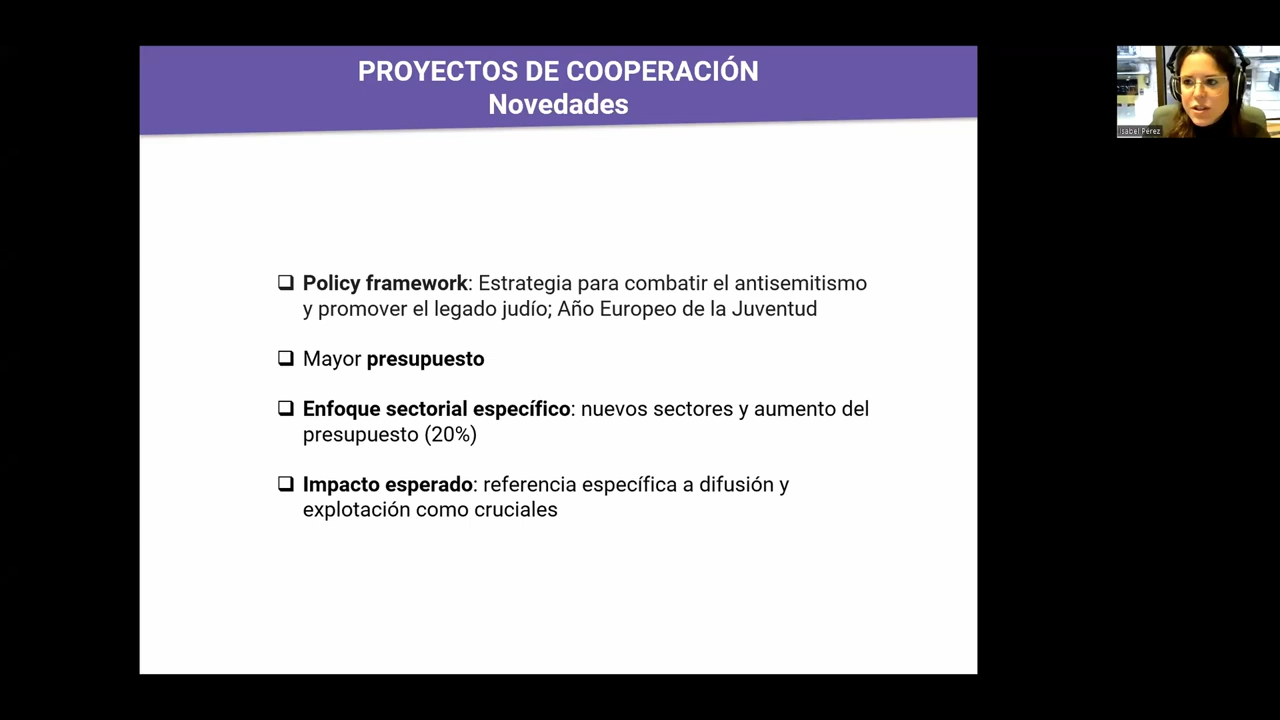 PROYECTOS DE COOPERACIÓN
Novedades
Isabel Pérez
Policy framework: Estrategia para combatir el antisemitismo
y promover el legado judío; Año Europeo de la Juventud
Mayor presupuesto
Enfoque sectorial específico: nuevos sectores y aumento del
presupuesto (20%)
Impacto esperado: referencia específica a difusión y
explotación como cruciales